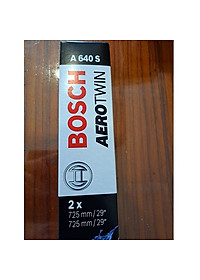 A 640 S
BOSCH
AEROTWIN
2 x
725 mm / 29"
725 mm / 29"